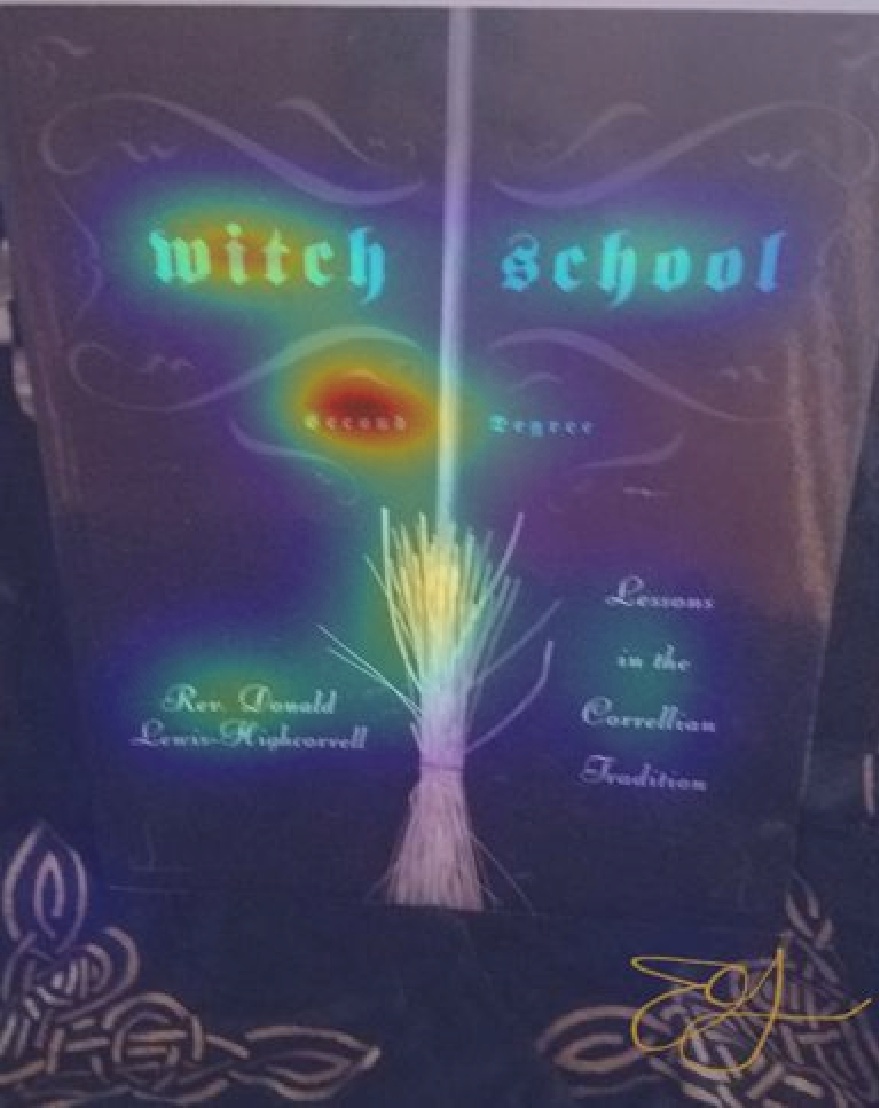 witch school
Second Degree
Lessons
in the
Correllian
Tradition
Rev. Donald
Lewis-Highcorrell